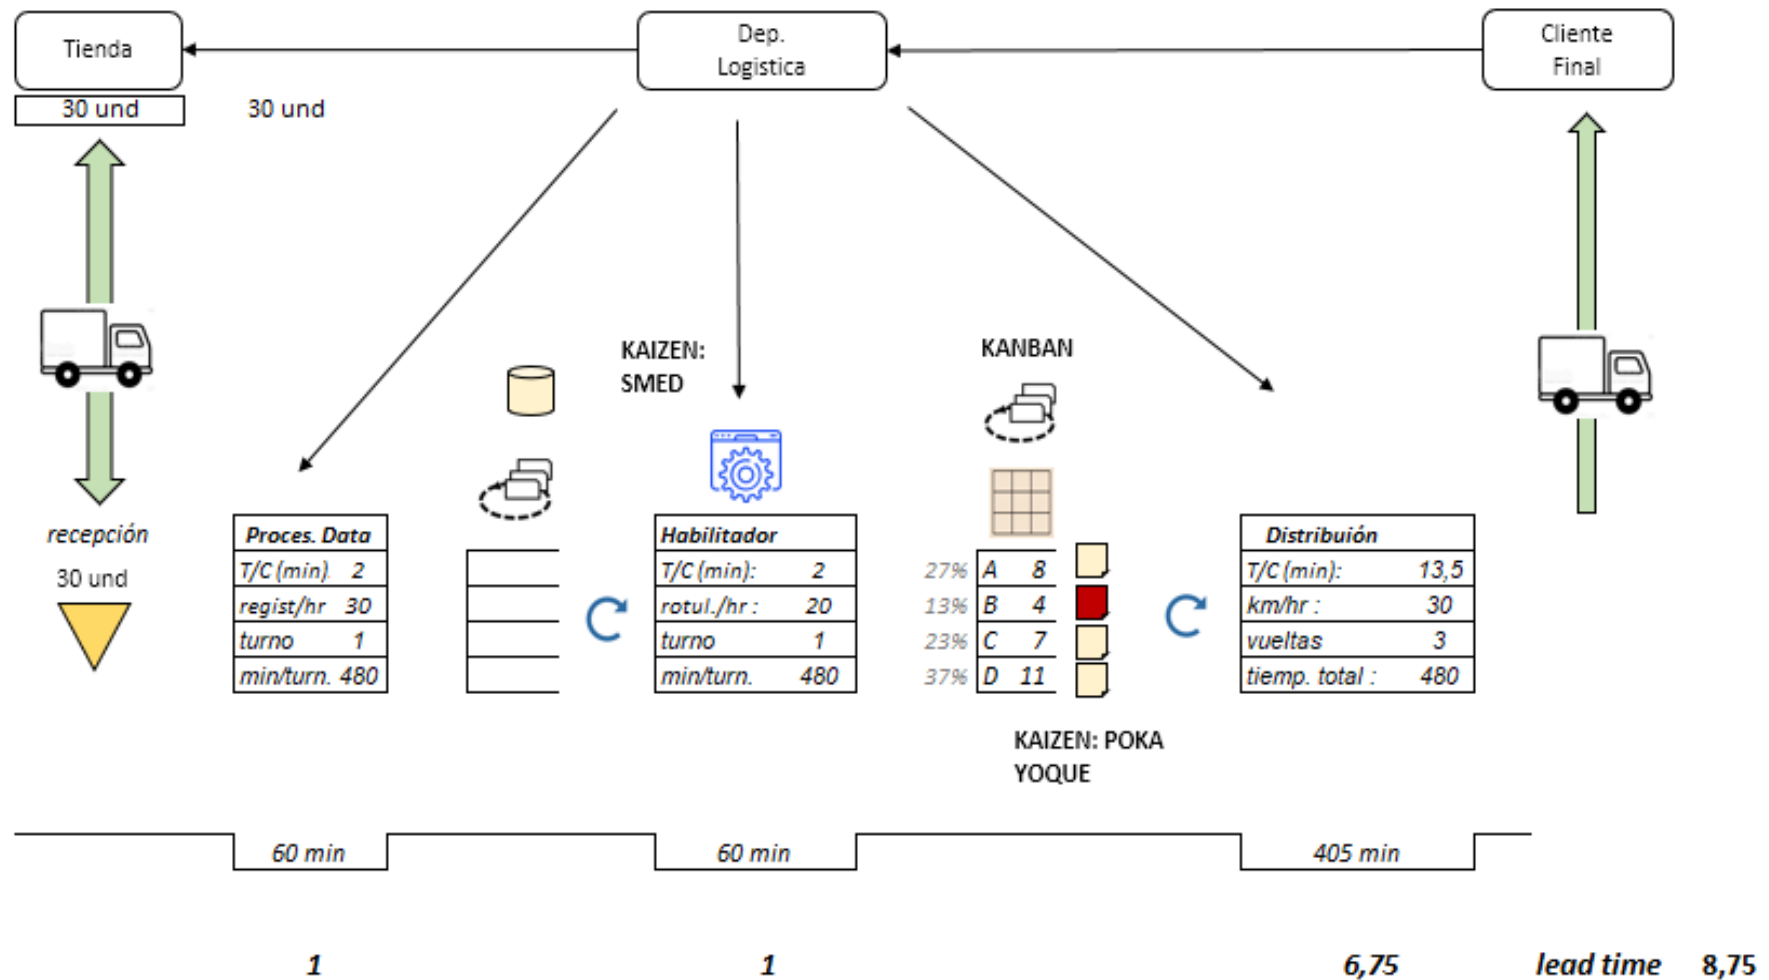 Tienda
Dep.
Logistica
Cliente
Final
30 und
30 und
KAIZEN:
SMED
KANBAN
recepción
30 und
Proces. Data
T/C (min). 2
regist/hr 30
turno 1
min/turn. 480
Habilitador
T/C (min): 2
rotul./hr : 20
turno 1
min/turn. 480
27% A 8
13% B 4
23% C 7
37% D 11
Distribuión
T/C (min): 13,5
km/hr : 30
vueltas 3
tiemp. total : 480
KAIZEN: POKA
YOQUE
60 min
60 min
405 min
1
1
6,75
lead time 8,75